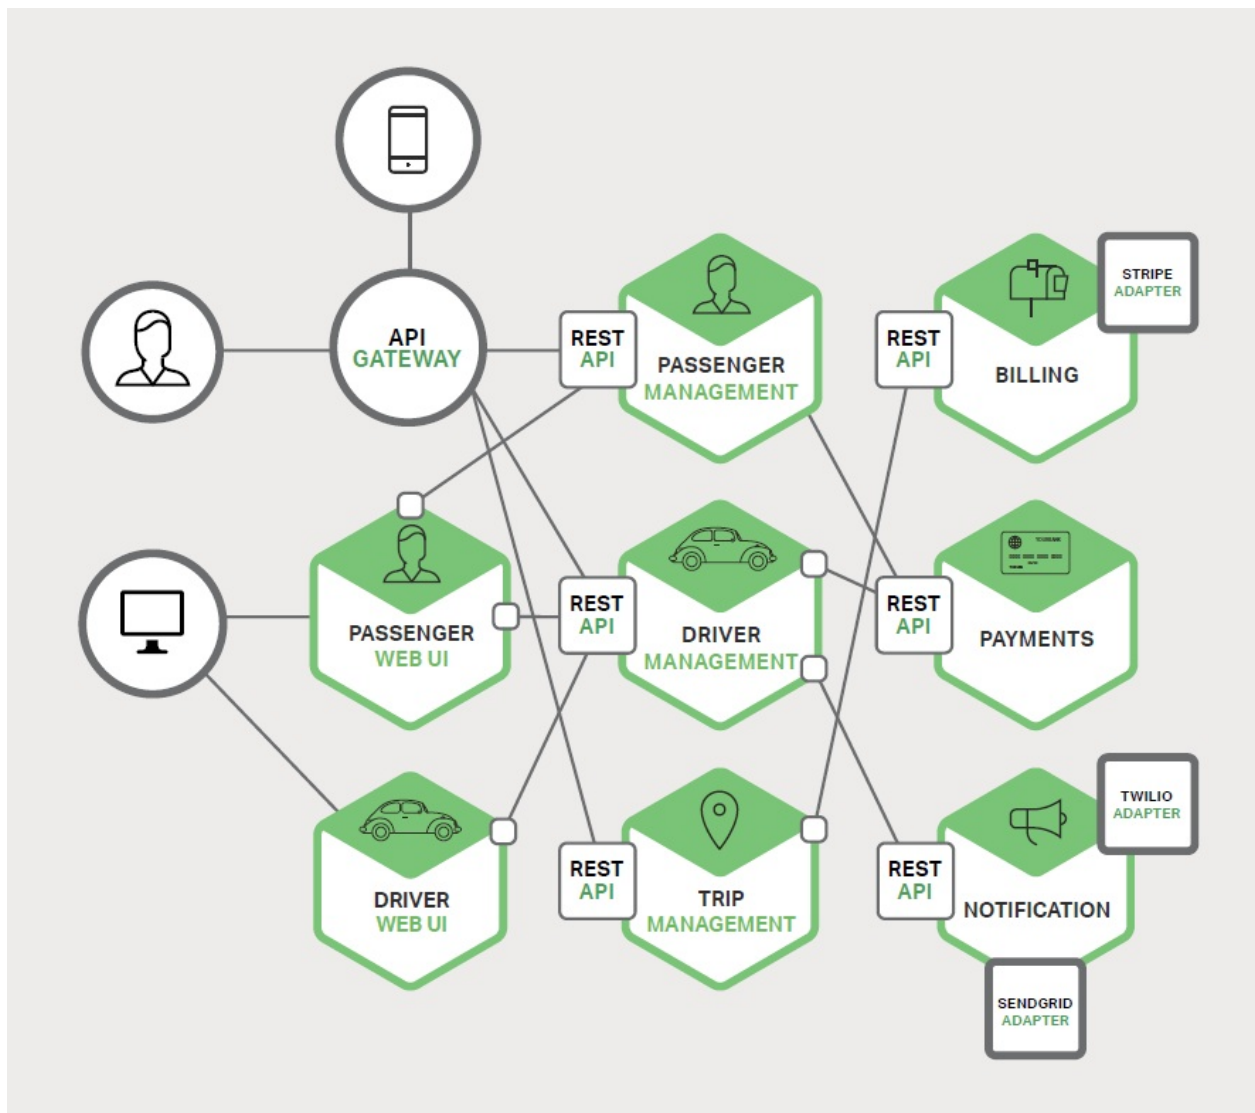 API
GATEWAY
REST
API
PASSENGER
MANAGEMENT
REST
API
BILLING
STRIPE
ADAPTER
PASSENGER
WEB UI
REST
API
DRIVER
MANAGEMENT
REST
API
PAYMENTS
DRIVER
WEB UI
REST
API
TRIP
MANAGEMENT
REST
API
NOTIFICATION
TWILIO
ADAPTER
SENDGRID
ADAPTER